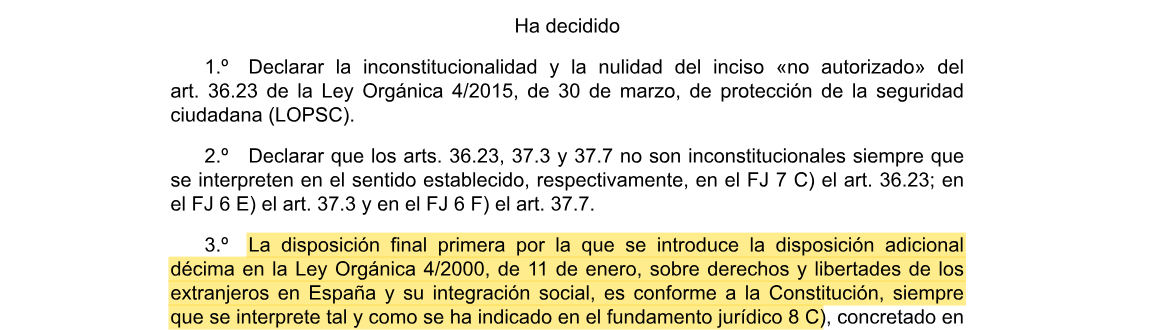 Ha decidido
1.º Declarar la inconstitucionalidad y la nulidad del inciso «no autorizado» del
art. 36.23 de la Ley Orgánica 4/2015, de 30 de marzo, de protección de la seguridad
ciudadana (LOPSC).
2.º Declarar que los arts. 36.23, 37.3 y 37.7 no son inconstitucionales siempre que
se interpreten en el sentido establecido, respectivamente, en el FJ 7 C) el art. 36.23; en
el FJ 6 E) el art. 37.3 y en el FJ 6 F) el art. 37.7.
3.º La disposición final primera por la que se introduce la disposición adicional
décima en la Ley Orgánica 4/2000, de 11 de enero, sobre derechos y libertades de los
extranjeros en España y su integración social, es conforme a la Constitución, siempre
que se interprete tal y como se ha indicado en el fundamento jurídico 8 C), concretado en